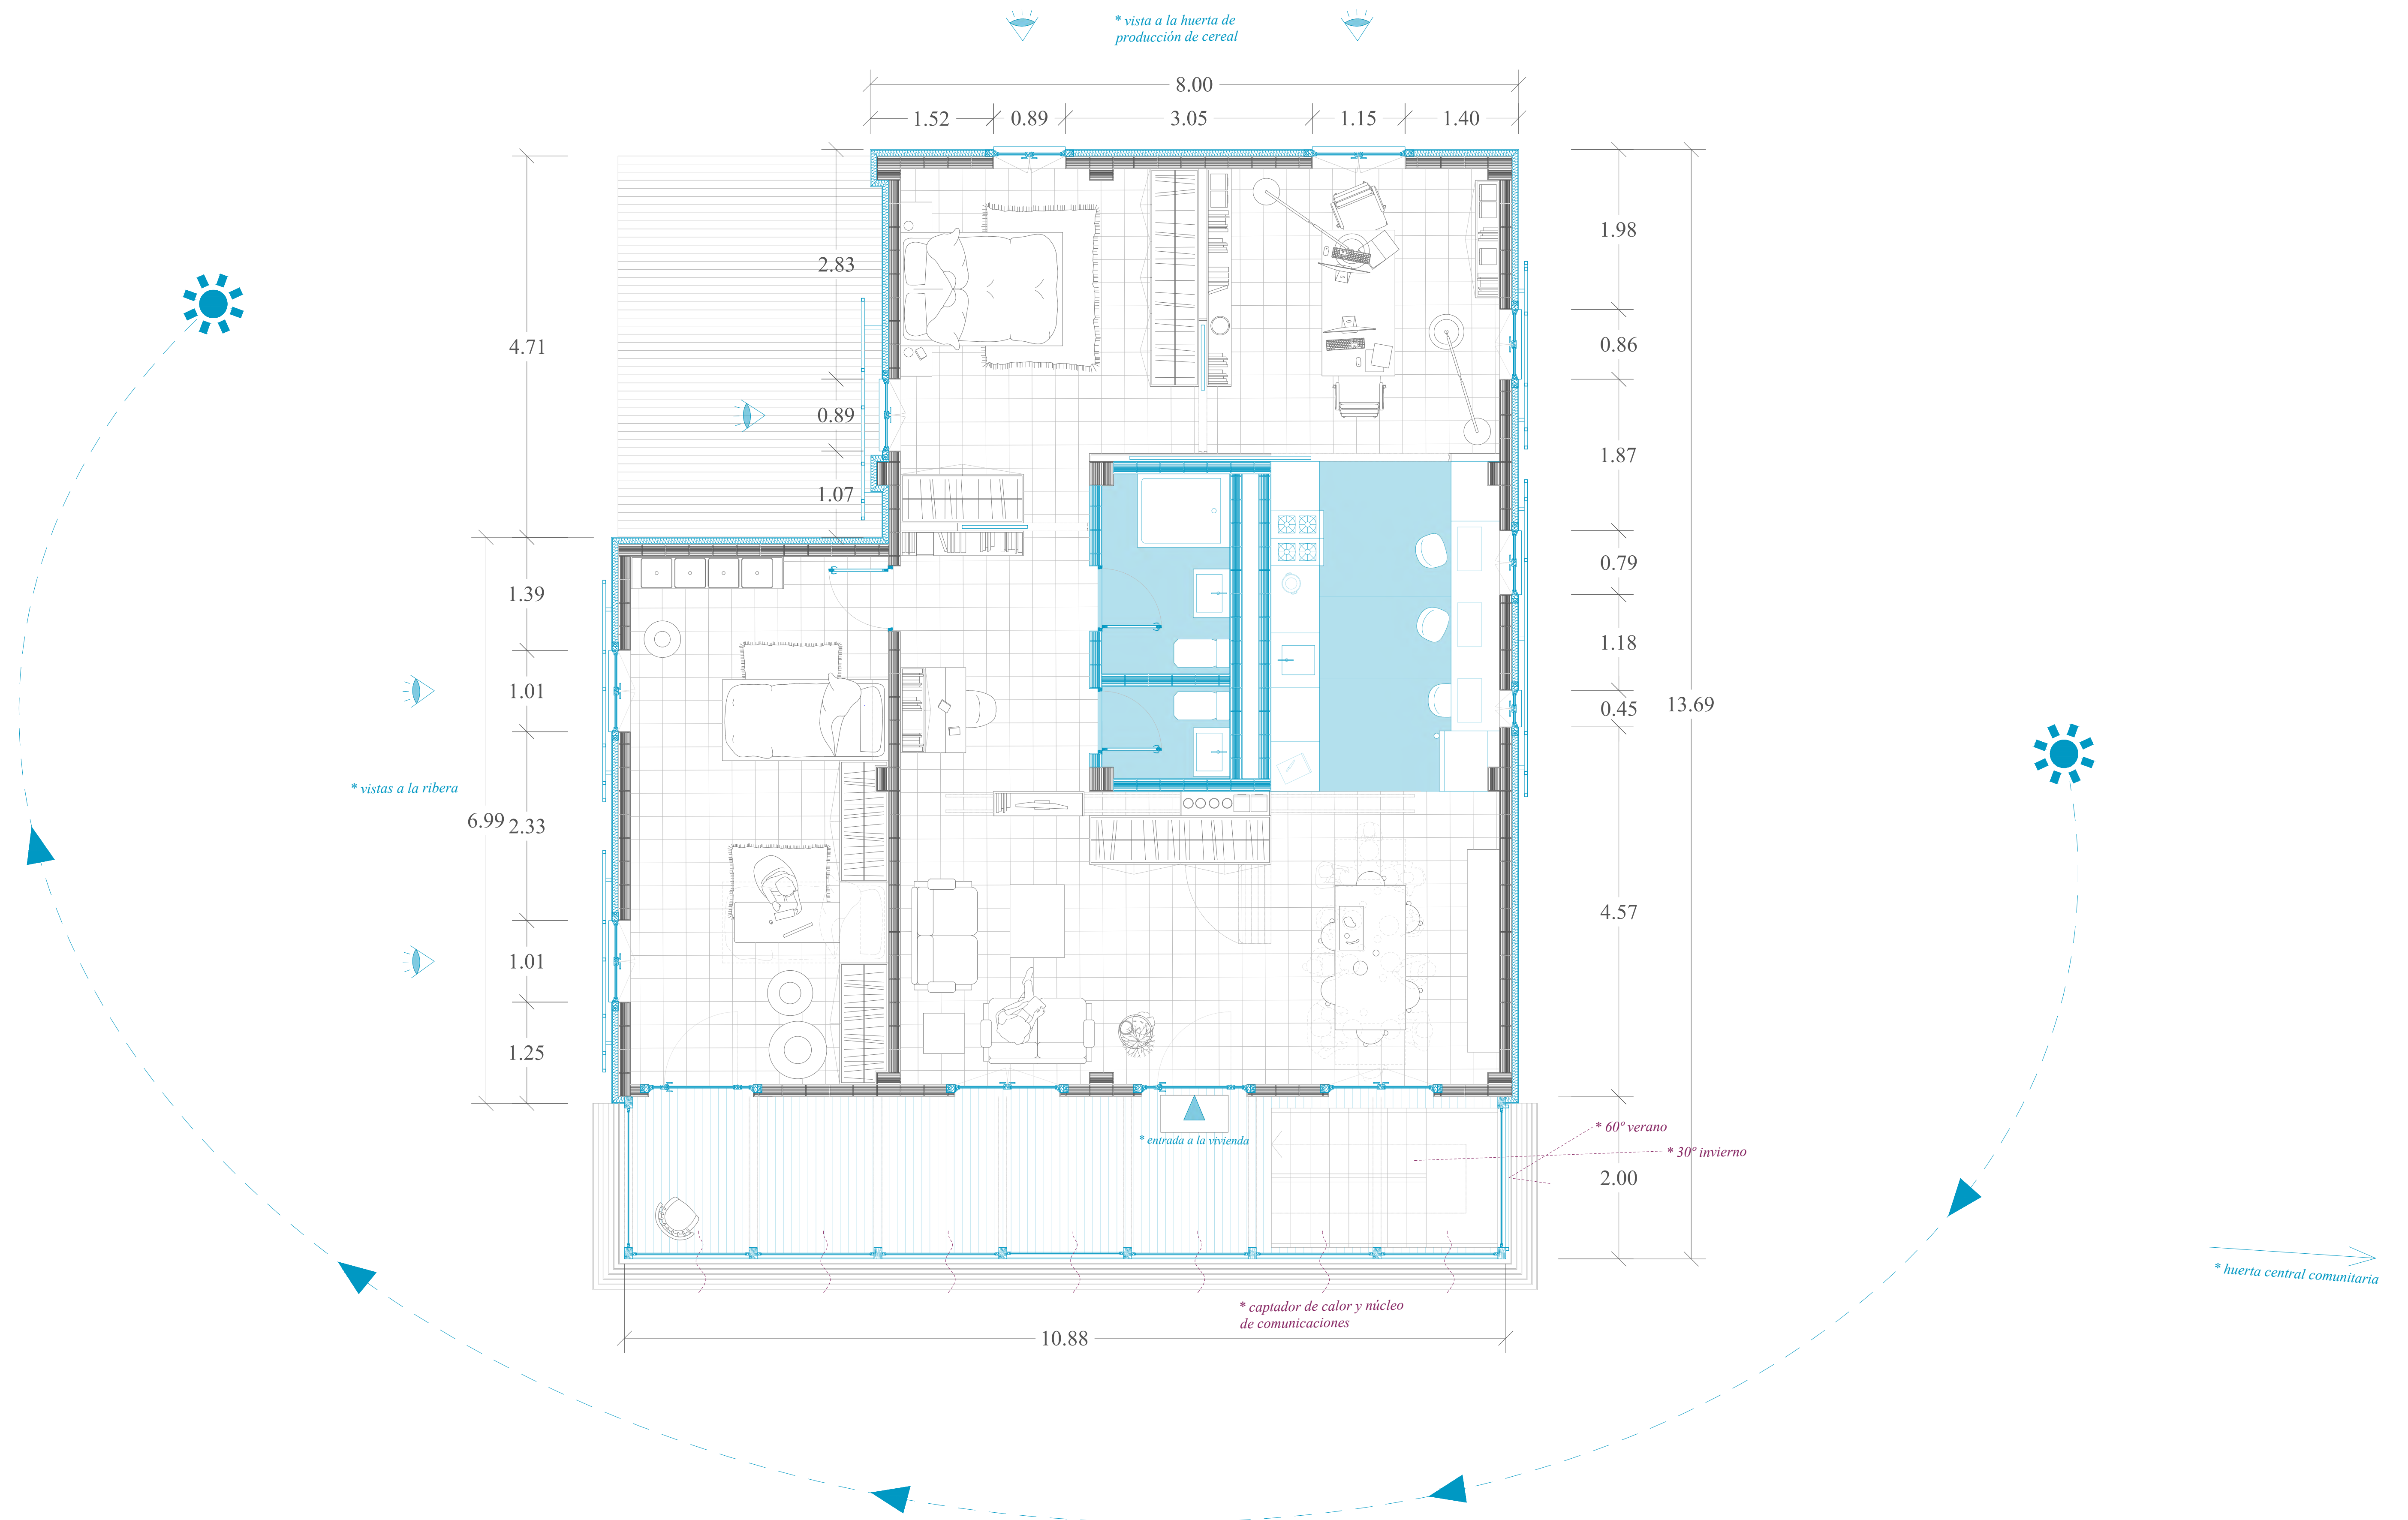 * vista a la huerta de
producción de cereal
8.00
1.52
0.89
3.05
1.15
1.40
4.71
2.83
0.89
1.07
1.98
0.86
1.87
0.79
1.18
0.45
13.69
4.57
2.00
1.39
1.01
* vistas a la ribera
6.99
2.33
1.01
1.25
* 60º verano
* 30º invierno
* entrada a la vivienda
* huerta central comunitaria
* captador de calor y núcleo
de comunicaciones
10.88